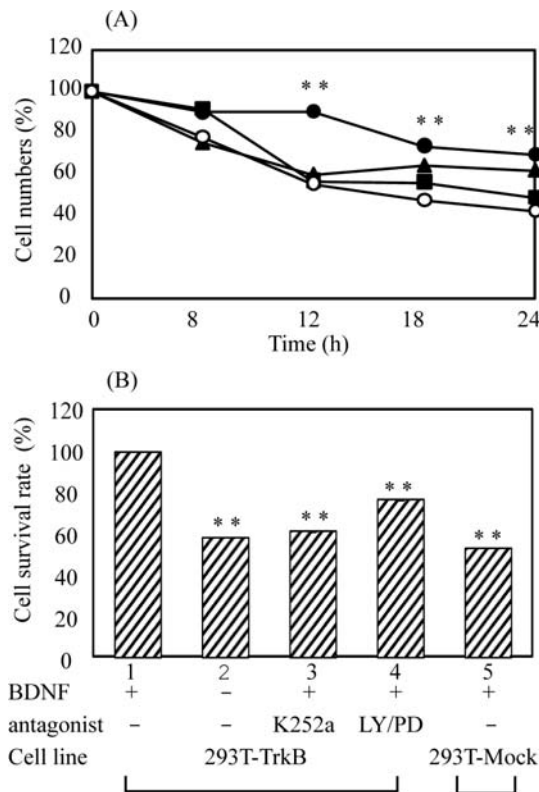 (A)
120
100
80
60
40
20
0
Cell numbers (%)
* *
* *
* *
0 8 12 18 24
Time (h)
(B)
120
100
80
60
40
20
0
Cell survival rate (%)
* *
* *
* *
* *
1 2 3 4 5
BDNF + − + + +
antagonist − − K252a LY/PD −
Cell line 293T-TrkB 293T-Mock